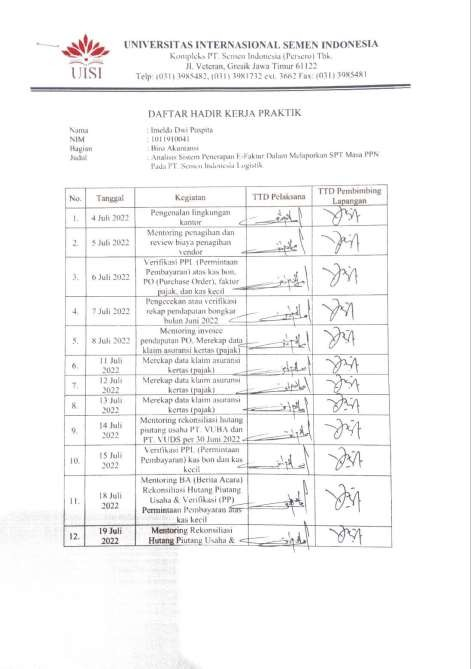 UISI
UNIVERSITAS INTERNASIONAL SEMEN INDONESIA
Kompleks PT. Semen Indonesia (Persero) Tbk.
Jl. Veteran, Gresik Jawa Timur 61122
Telp: (031) 3985482, (031) 3981732 ext. 3662 Fax: (031) 3985481
DAFTAR HADIR KERJA PRAKTIK
Nama : Imelda Dwi Puspita
NIM : 1011910041
Bagian : Biro Akuntansi
Judul : Analisis Sistem Penerapan E-Faktur Dalam Melaporkan SPT Masa PPN
Pada PT. Semen Indonesia Logistik
No. Tanggal Kegiatan TTD Pelaksana TTD Pembimbing Lapangan
1. 4 Juli 2022 Pengenalan lingkungan
kantor
2. 5 Juli 2022 Mentoring penagihan dan
review biaya penagihan
vendor
3. 6 Juli 2022 Verifikasi PPL (Permintaan
Pembayaran) atas kas bon,
PO (Purchase Order), faktur
pajak, dan kas kecil
4. 7 Juli 2022 Pengecekan atau verifikasi
rekap pendapatan bongkar
bulan Juni 2022
5. 8 Juli 2022 Mentoring invoice
pendapatan PO, Merekap data
klaim asuransi kertas (pajak)
6. 11 Juli 2022 Merekap data klaim asuransi
kertas (pajak)
7. 12 Juli 2022 Merekap data klaim asuransi
kertas (pajak)
8. 13 Juli 2022 Merekap data klaim asuransi
kertas (pajak)
9. 14 Juli 2022 Mentoring rekonsiliasi hutang
piutang usaha PT. VUBA dan
PT. VUDS per 30 Juni 2022
10. 15 Juli 2022 Verifikasi PPL (Permintaan
Pembayaran) kas bon dan kas
kecil
11. 18 Juli 2022 Mentoring BA (Berita Acara)
Rekonsiliasi Hutang Piutang
Usaha & Verifikasi (PP)
Permintaan Pembayaran atas
kas kecil
12. 19 Juli 2022 Mentoring Rekonsiliasi
Hutang Piutang Usaha &